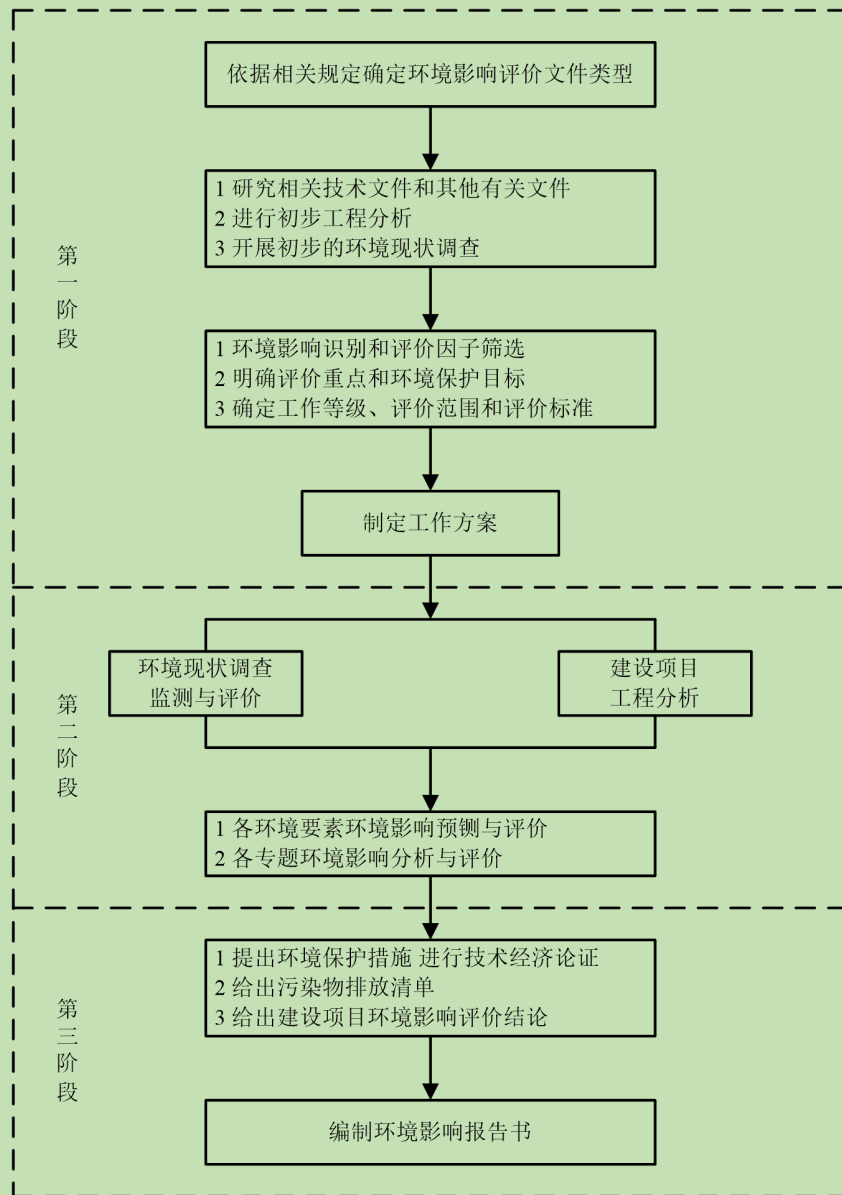 依据相关规定确定环境影响评价文件类型
1 研究相关技术文件和其他有关文件
2 进行初步工程分析
3 开展初步的环境现状调查
第一阶段
1 环境影响识别和评价因子筛选
2 明确评价重点和环境保护目标
3 确定工作等级、评价范围和评价标准
制定工作方案
环境现状调查
监测与评价
建设项目
工程分析
第二阶段
1 各环境要素环境影响预铡与评价
2 各专题环境影响分析与评价
1 提出环境保护措施 进行技术经济论证
2 给出污染物排放清单
3 给出建设项目环境影响评价结论
第三阶段
编制环境影响报告书